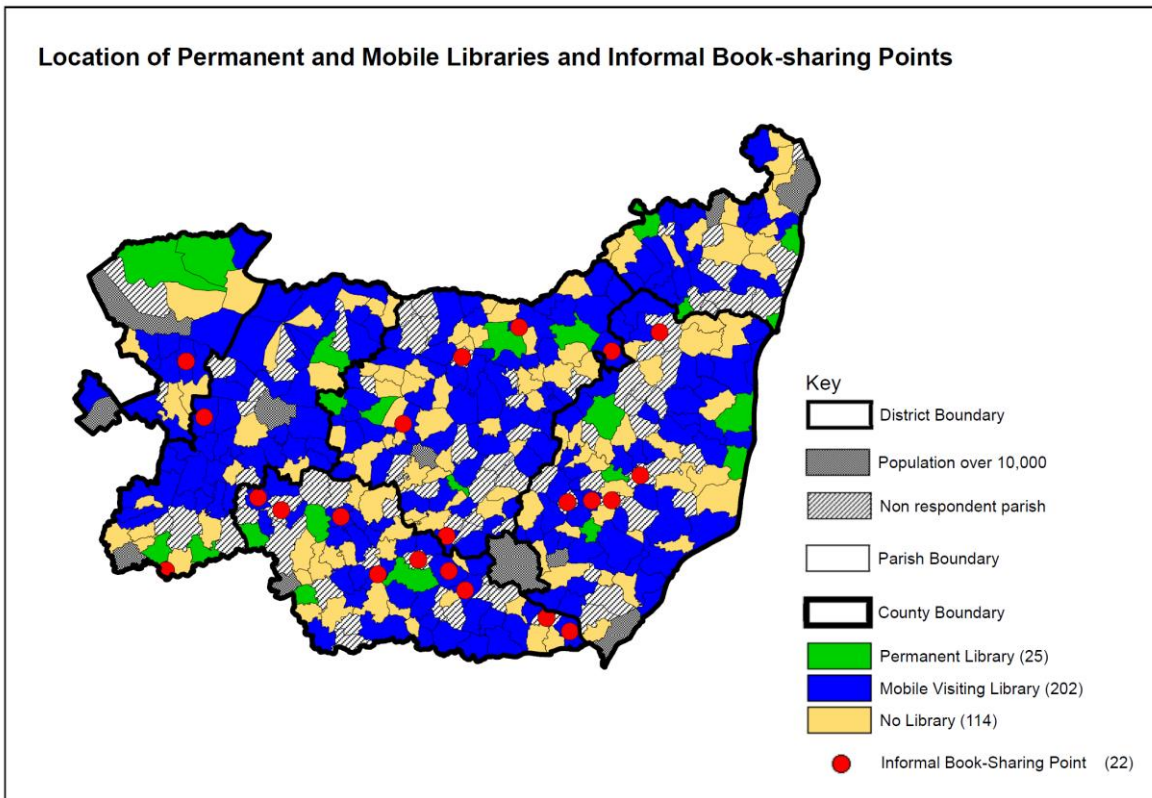 Location of Permanent and Mobile Libraries and Informal Book-sharing Points
Key
District Boundary
Population over 10,000
Non respondent parish
Parish Boundary
County Boundary
Permanent Library (25)
Mobile Visiting Library (202)
No Library (114)
Informal Book-Sharing Point (22)